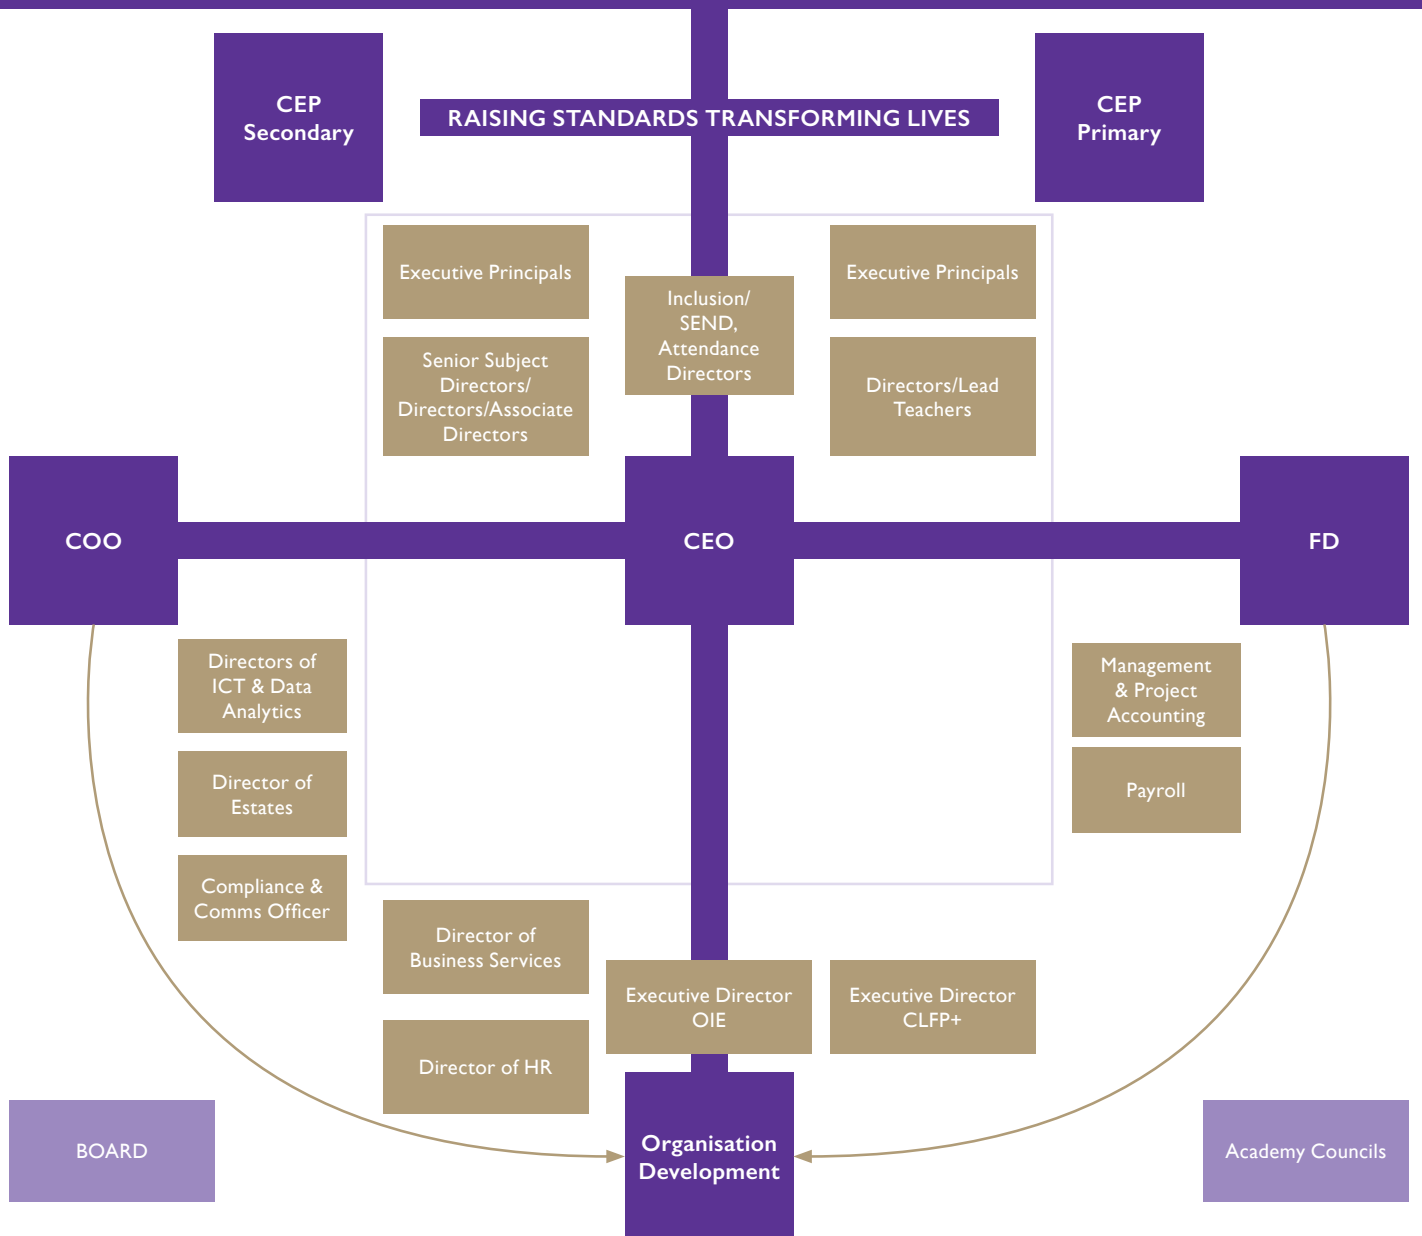 CEP
Secondary
RAISING STANDARDS TRANSFORMING LIVES
CEP
Primary
Executive Principals
Inclusion/
SEND,
Attendance
Directors
Executive Principals
Senior Subject
Directors/
Directors/Associate
Directors
Directors/Lead
Teachers
COO
CEO
FD
Directors of
ICT & Data
Analytics
Management
& Project
Accounting
Director of
Estates
Payroll
Compliance &
Comms Officer
Director of
Business Services
Executive Director
OIE
Executive Director
CLFP+
Director of HR
BOARD
Organisation
Development
Academy Councils